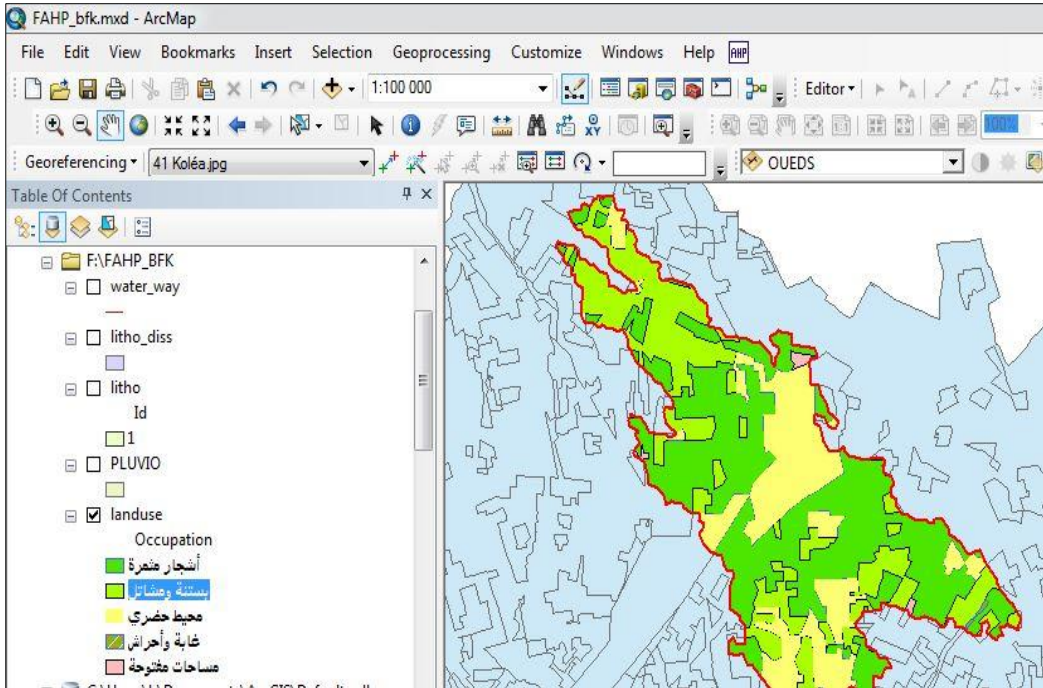 FAHP_bfk.mxd - ArcMap
File Edit View Bookmarks Insert Selection Geoprocessing Customize Windows Help AHP
1:100 000 Editor
100%
Georeferencing 41 Koléa.jpg OUEDS
Table Of Contents
F:\FAHP_BFK
water_way
litho_diss
litho
Id
1
PLUVIO
landuse
Occupation
أشجار مثمرة
بستنة ومشاتل
محيط حضري
غابة وأحراش
مساحات مفتوحة